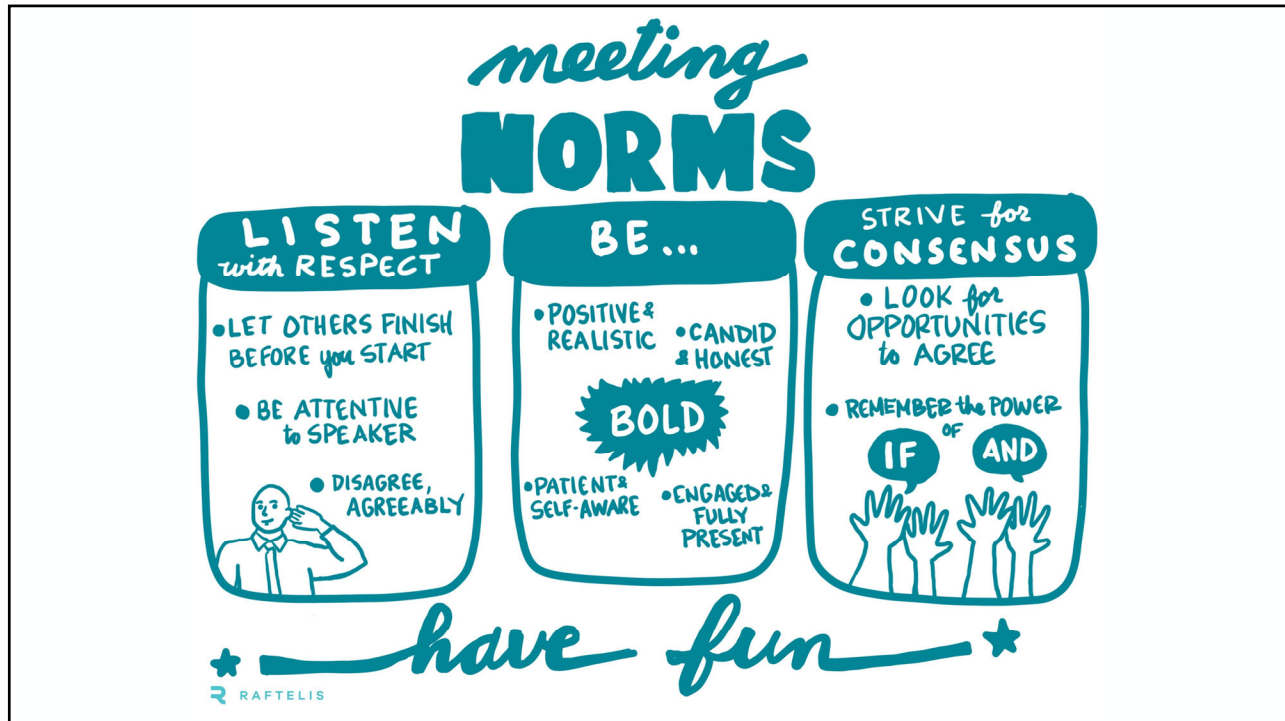 meeting
NORMS
LISTEN
with RESPECT
• LET OTHERS FINISH
BEFORE you START
• BE ATTENTIVE
to SPEAKER
• DISAGREE,
AGREEABLY
BE...
• POSITIVE &
REALISTIC
• CANDID
& HONEST
BOLD
• PATIENT &
SELF-AWARE
• ENGAGED &
FULLY
PRESENT
STRIVE for
CONSENSUS
• LOOK for
OPPORTUNITIES
to AGREE
• REMEMBER the POWER
OF
IF AND
have fun
RAFTELIS